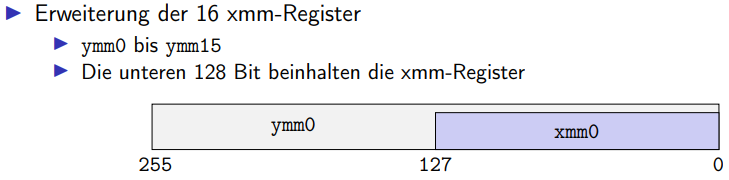 Erweiterung der 16 xmm-Register
ymm0 bis ymm15
Die unteren 128 Bit beinhalten die xmm-Register
ymm0 xmm0
255 127 0